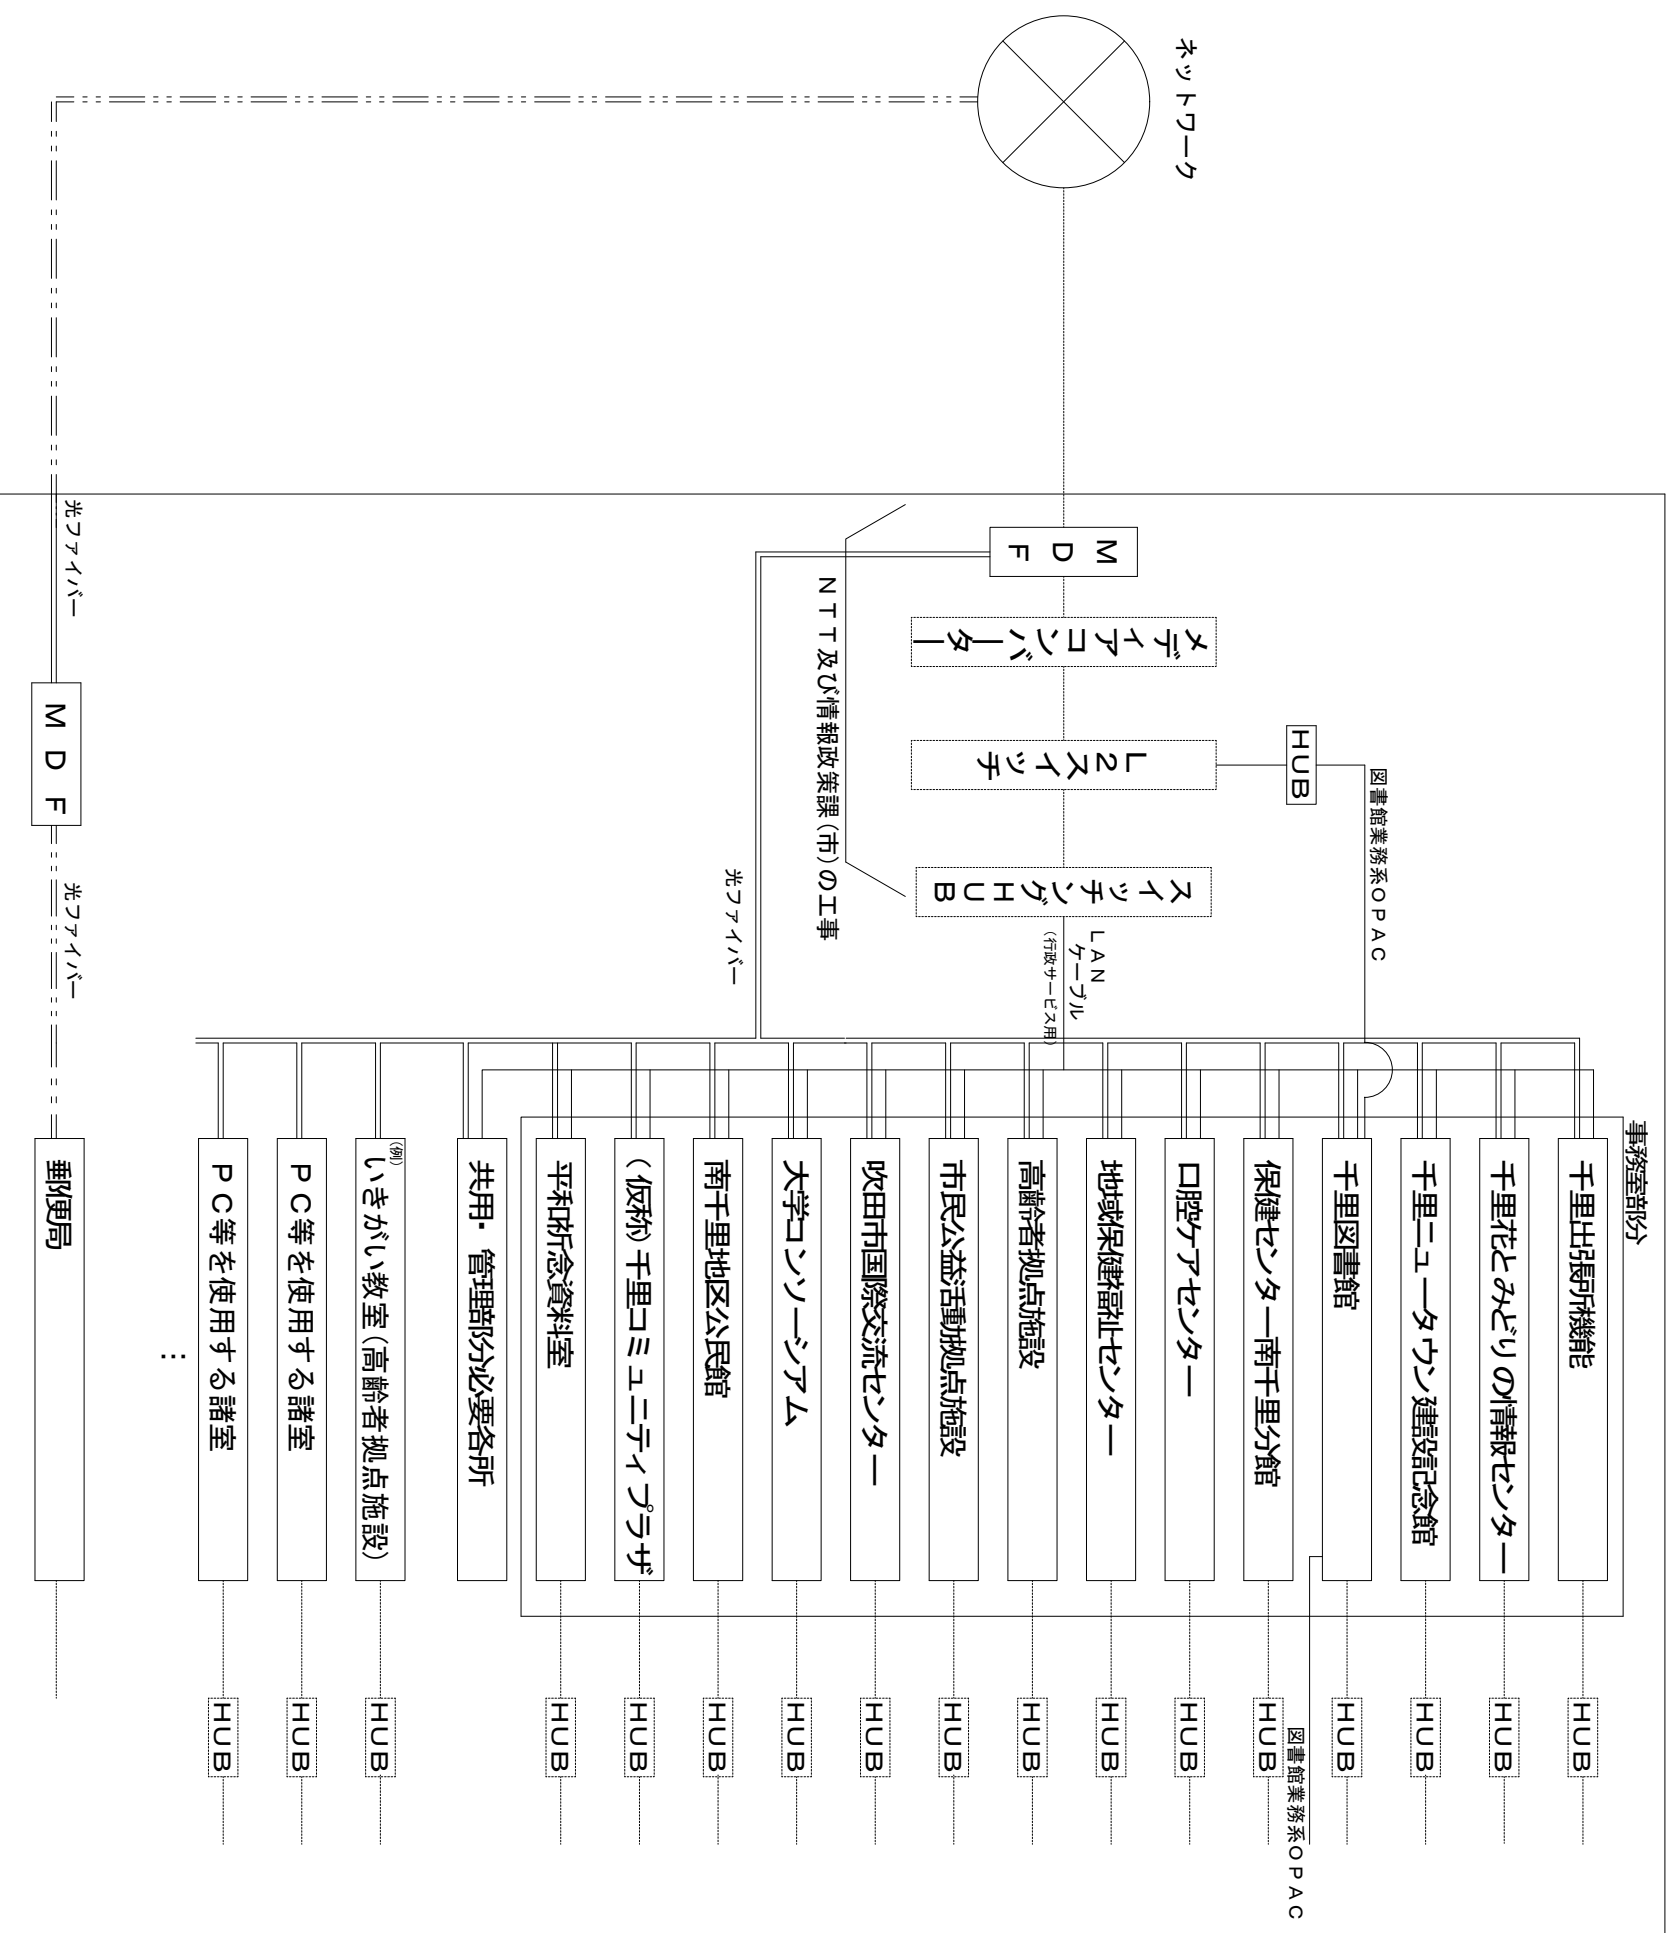 ネットワーク
MDF
メディアコンバーター
L2スイッチ
スイッチングHUB
HUB
図書館業務系OPAC
NTT及び情報政策課(市)の工事
LAN
ケーブル
(行政サービス用)
光ファイバー
事務室部分
千里出張所機能
HUB
千里花とみどりの情報センター
HUB
千里ニュータウン建設記念館
HUB
千里図書館
HUB
図書館業務系OPAC
保健センター南千里分館
HUB
口腔ケアセンター
HUB
地域保健福祉センター
HUB
高齢者拠点施設
HUB
市民公益活動拠点施設
HUB
吹田市国際交流センター
HUB
大学コンソーシアム
HUB
南千里地区公民館
HUB
(仮称)千里コミュニティプラザ
HUB
平和祈念資料室
HUB
共用・管理部分必要各所
(例)
いきがい教室(高齢者拠点施設)
HUB
PC等を使用する諸室
HUB
PC等を使用する諸室
HUB
…
光ファイバー
MDF
光ファイバー
郵便局